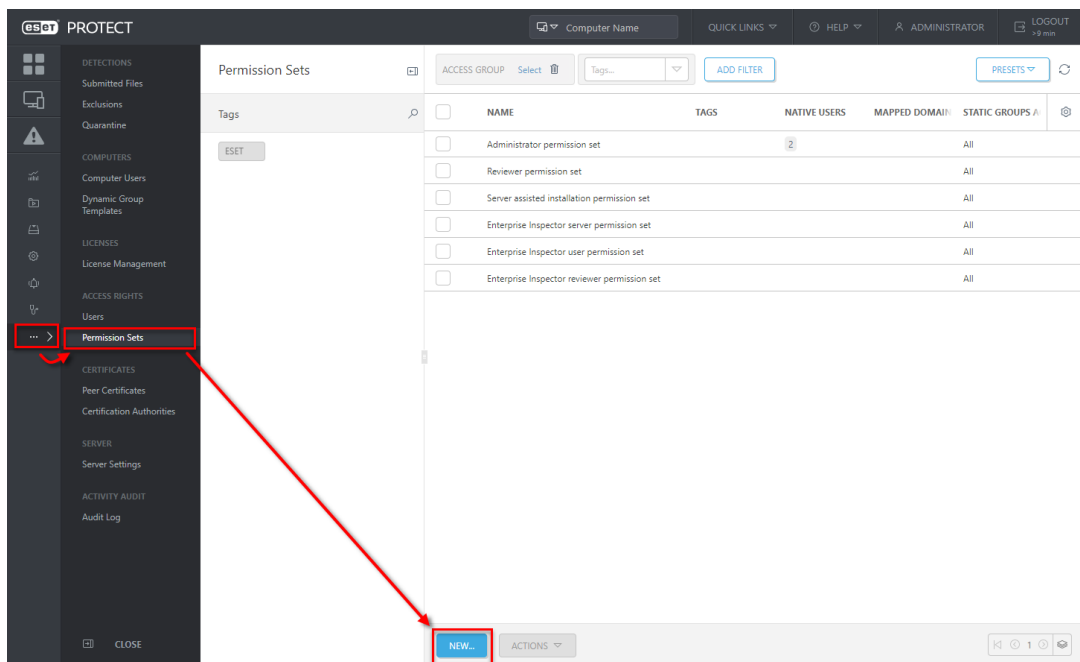 eset PROTECT
Computer Name
QUICK LINKS
HELP
ADMINISTRATOR
LOGOUT
>9 min
DETECTIONS
Submitted Files
Exclusions
Quarantine
COMPUTERS
Computer Users
Dynamic Group
Templates
LICENSES
License Management
ACCESS RIGHTS
Users
Permission Sets
CERTIFICATES
Peer Certificates
Certification Authorities
SERVER
Server Settings
ACTIVITY AUDIT
Audit Log
CLOSE
Permission Sets
Tags
ESET
ACCESS GROUP Select
Tags...
ADD FILTER
PRESETS
NAME TAGS NATIVE USERS MAPPED DOMAIN STATIC GROUPS A
Administrator permission set 2 All
Reviewer permission set All
Server assisted installation permission set All
Enterprise Inspector server permission set All
Enterprise Inspector user permission set All
Enterprise Inspector reviewer permission set All
NEW... ACTIONS 1